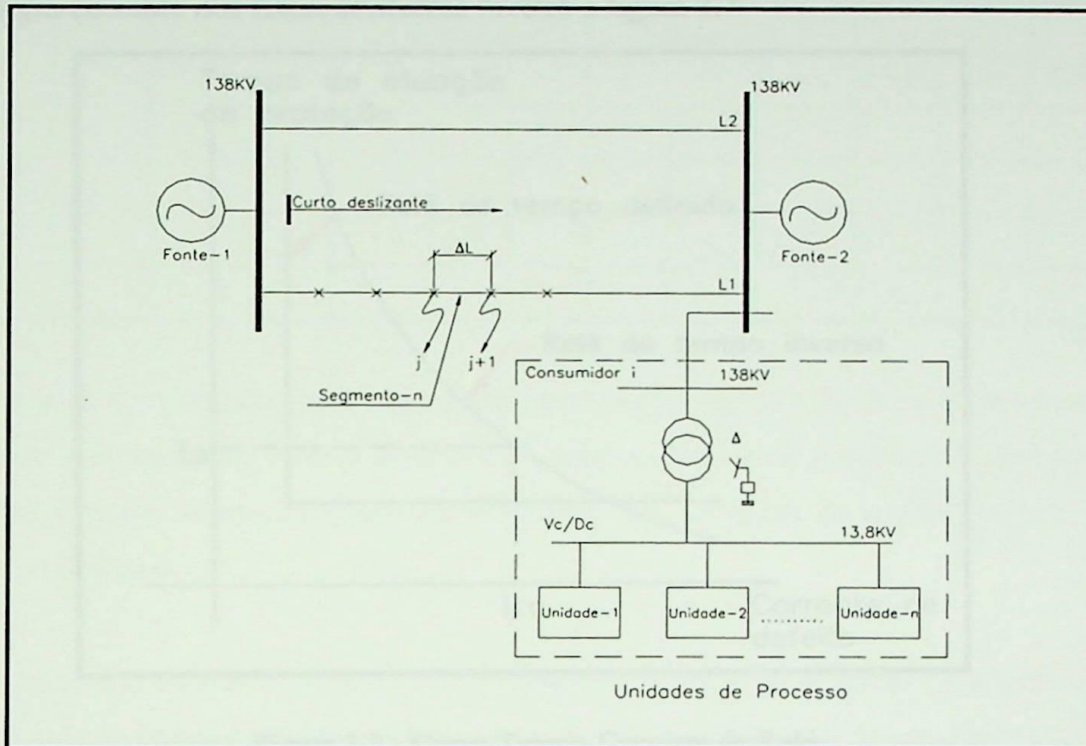 138KV
138KV
L2
Curto deslizante
Fonte-1
Fonte-2
ΔL
L1
j
j+1
Segmento-n
Consumidor i
138KV
Δ
Vc/Dc
13,8KV
Unidade-1
Unidade-2
..........
Unidade-n
Unidades de Processo